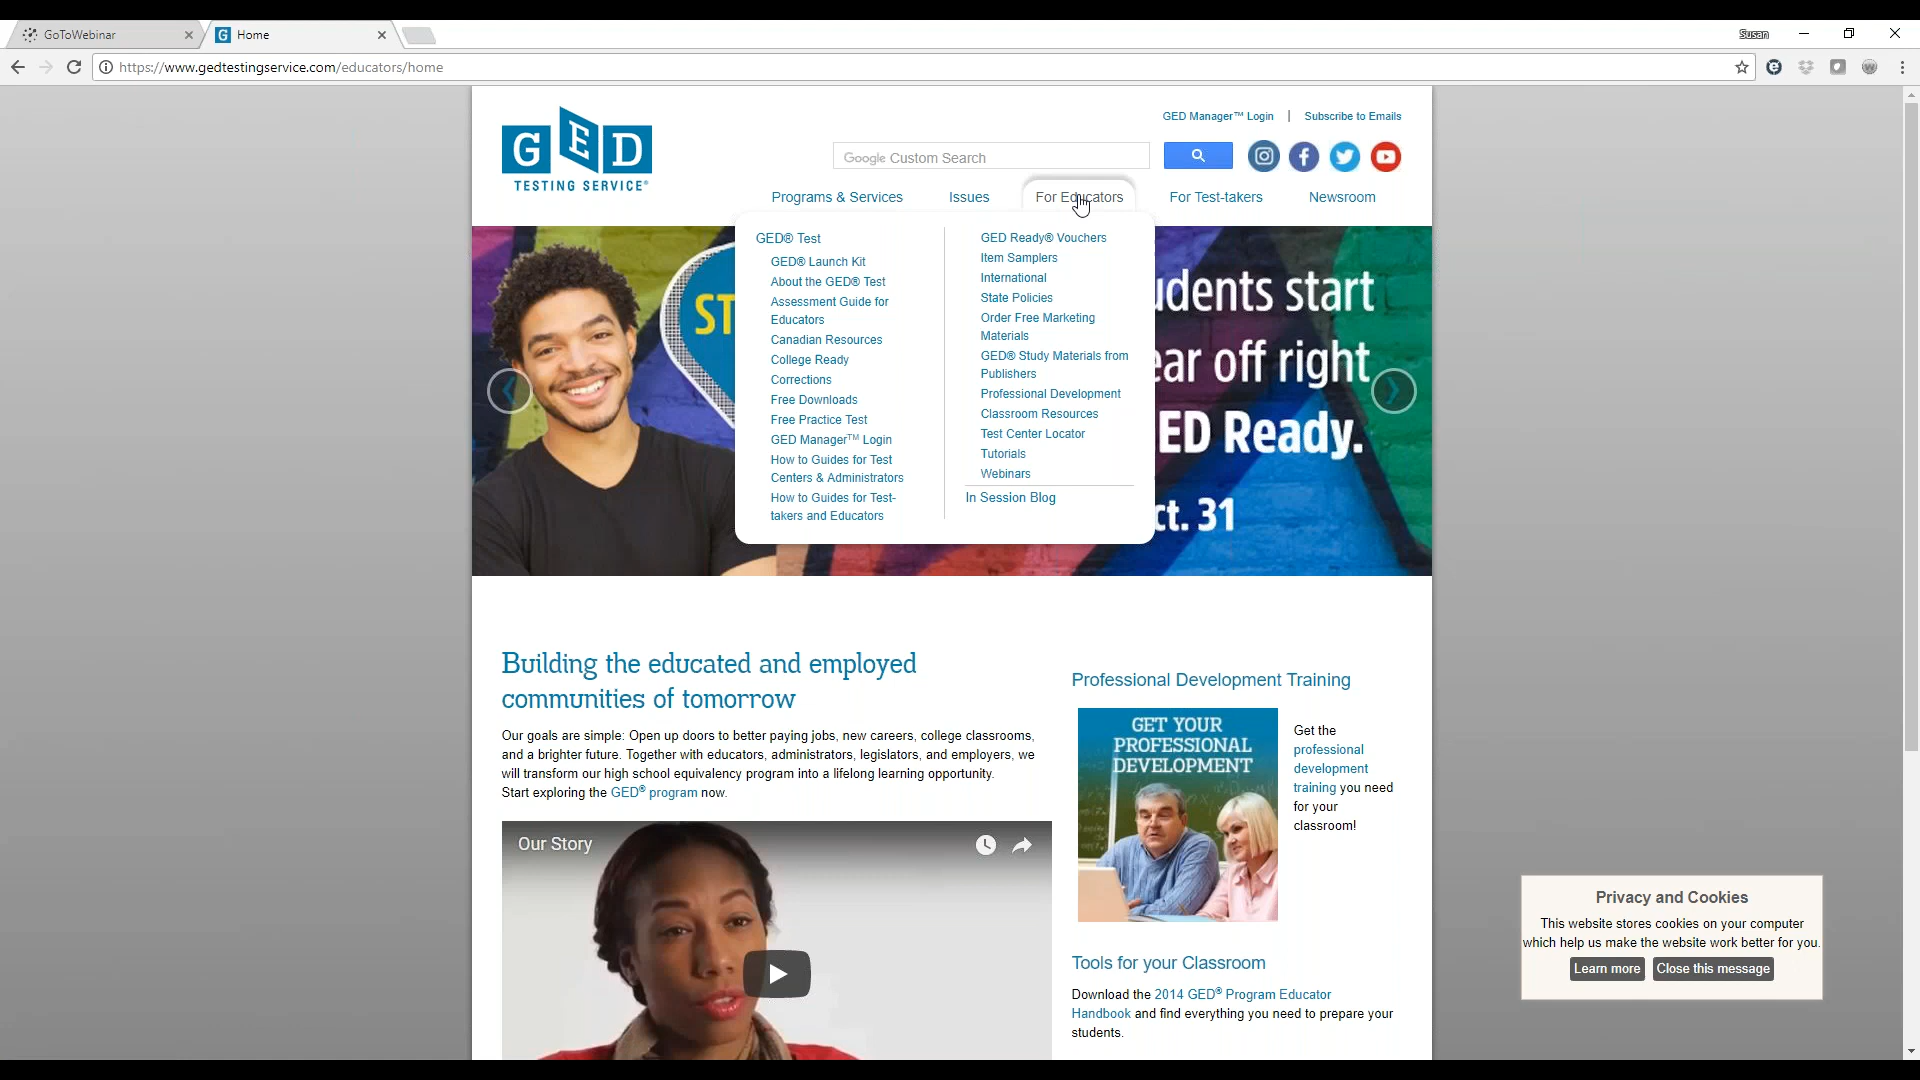 GoToWebinar
G Home
Susan
https://www.gedtestingservice.com/educators/home
GED
TESTING SERVICE®
GED Manager™ Login | Subscribe to Emails
Google Custom Search
Programs & Services
Issues
For Educators
For Test-takers
Newsroom
GED® Test
GED® Launch Kit
About the GED® Test
Assessment Guide for
Educators
Canadian Resources
College Ready
Corrections
Free Downloads
Free Practice Test
GED Manager™ Login
How to Guides for Test
Centers & Administrators
How to Guides for Test-
takers and Educators
GED Ready® Vouchers
Item Samplers
International
State Policies
Order Free Marketing
Materials
GED® Study Materials from
Publishers
Professional Development
Classroom Resources
Test Center Locator
Tutorials
Webinars
In Session Blog
ST
udents start
ear off right
ED Ready.
ct. 31
Building the educated and employed
communities of tomorrow
Our goals are simple: Open up doors to better paying jobs, new careers, college classrooms,
and a brighter future. Together with educators, administrators, legislators, and employers, we
will transform our high school equivalency program into a lifelong learning opportunity.
Start exploring the GED® program now.
Our Story
Professional Development Training
GET YOUR
PROFESSIONAL
DEVELOPMENT
Get the
professional
development
training you need
for your
classroom!
Tools for your Classroom
Download the 2014 GED® Program Educator
Handbook and find everything you need to prepare your
students.
Privacy and Cookies
This website stores cookies on your computer
which help us make the website work better for you.
Learn more
Close this message